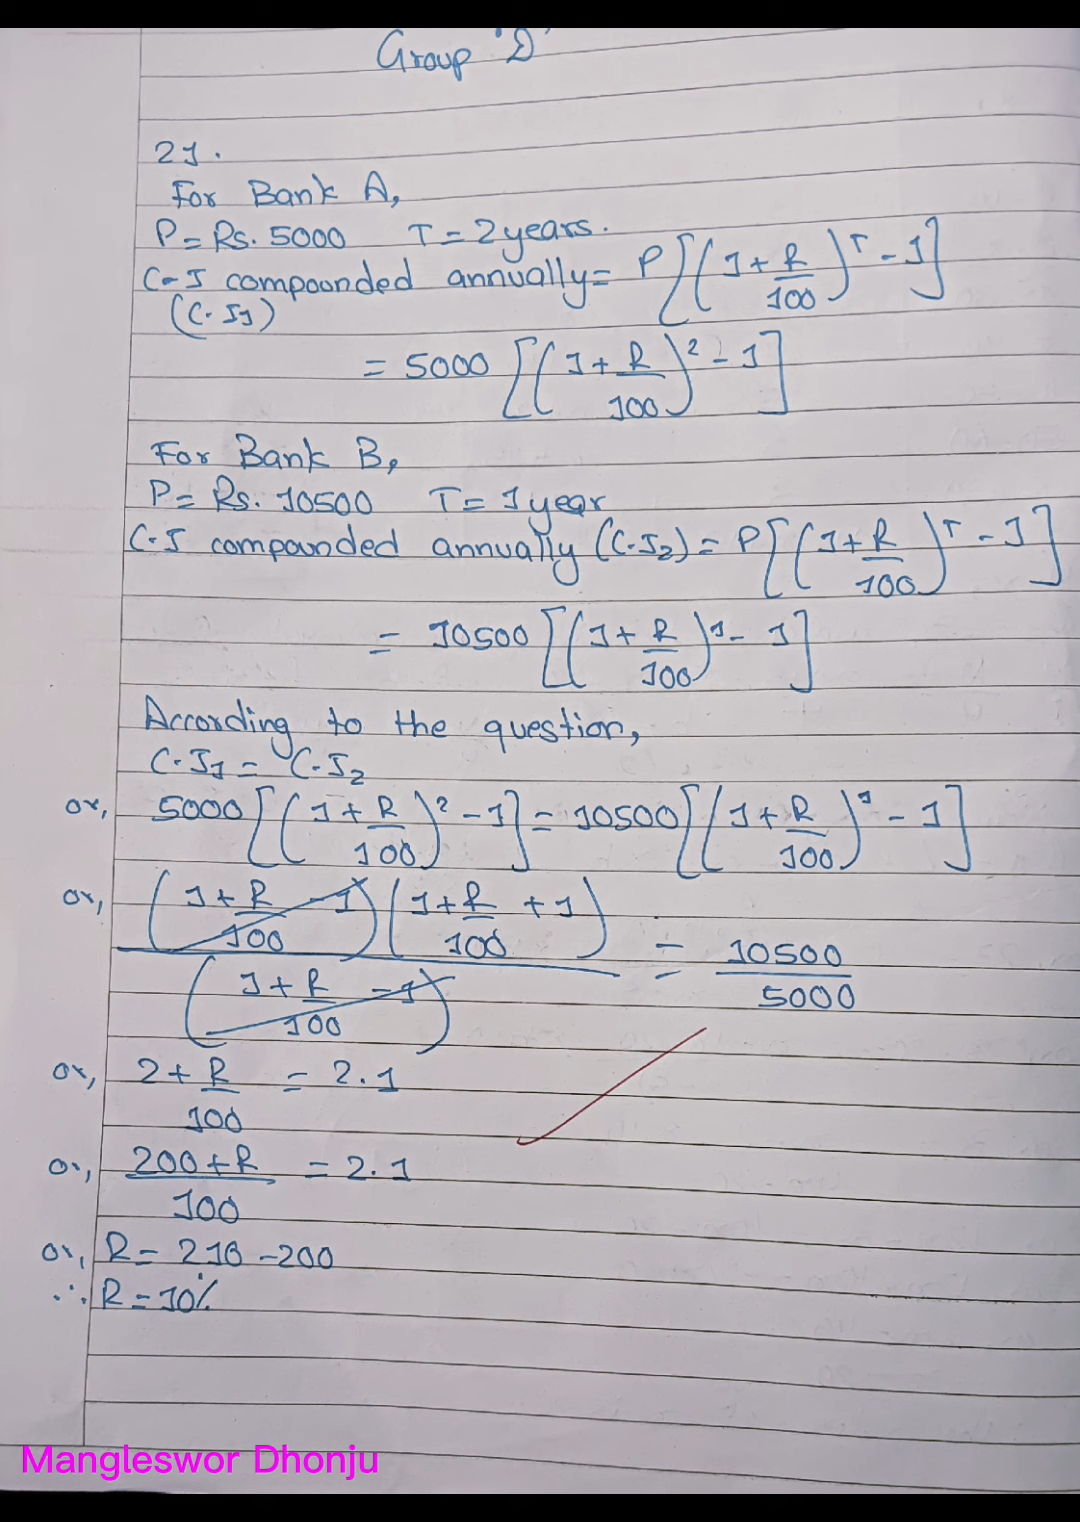 Group 'D'
21.
For Bank A,
P = Rs. 5000 T = 2 years.
C.I compounded annually = P[(1 + R/100)^T - 1]
(C.I1)
= 5000 [(1 + R/100)^2 - 1]
For Bank B,
P = Rs. 10500 T = 1 year
C.I compounded annually (C.I2) = P[(1 + R/100)^T - 1]
= 10500 [(1 + R/100)^1 - 1]
According to the question,
C.I1 = C.I2
or, 5000 [(1 + R/100)^2 - 1] = 10500 [(1 + R/100)^1 - 1]
or, (1 + R/100 - 1)(1 + R/100 + 1) / (1 + R/100 - 1) = 10500/5000
or, 2 + R/100 = 2.1
or, (200 + R)/100 = 2.1
or, R = 210 - 200
∴ R = 10%
Mangleswor Dhonju